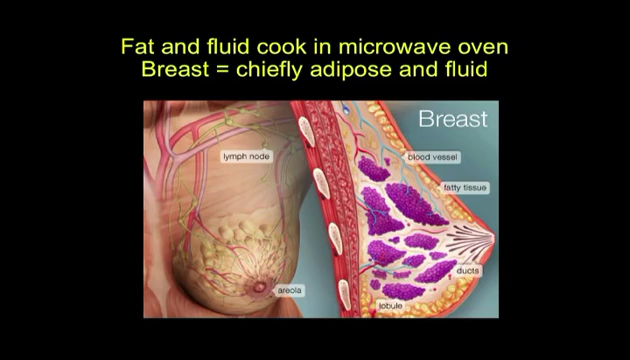 Fat and fluid cook in microwave oven
Breast = chiefly adipose and fluid
Breast
lymph node
blood vessel
fatty tissue
ducts
areola
lobule